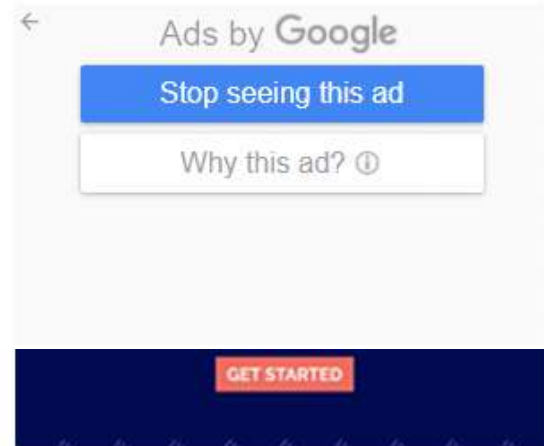 Ads by Google
Stop seeing this ad
Why this ad?
GET STARTED